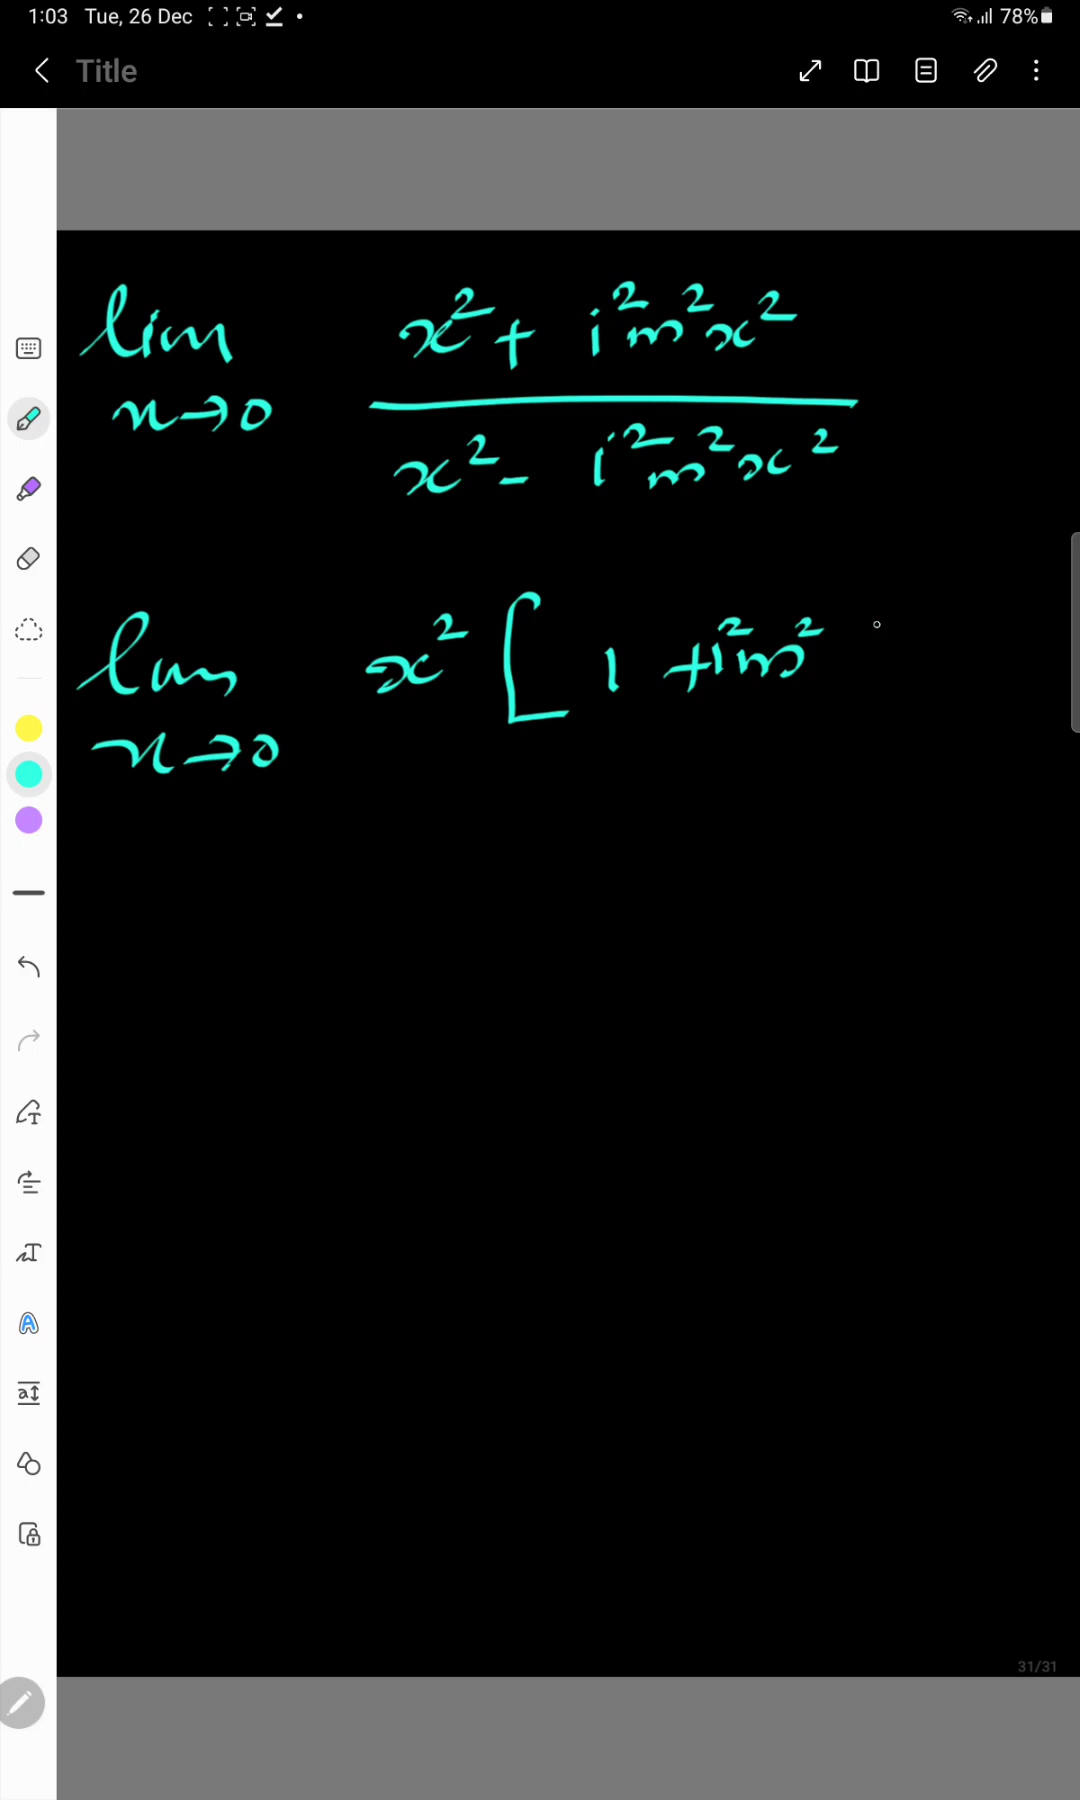 1:03 Tue, 26 Dec 78%
Title
lim x² + i²m²x²
x→0 x² - i²m²x²
lim x² [ 1 + i²m²
x→0
31/31